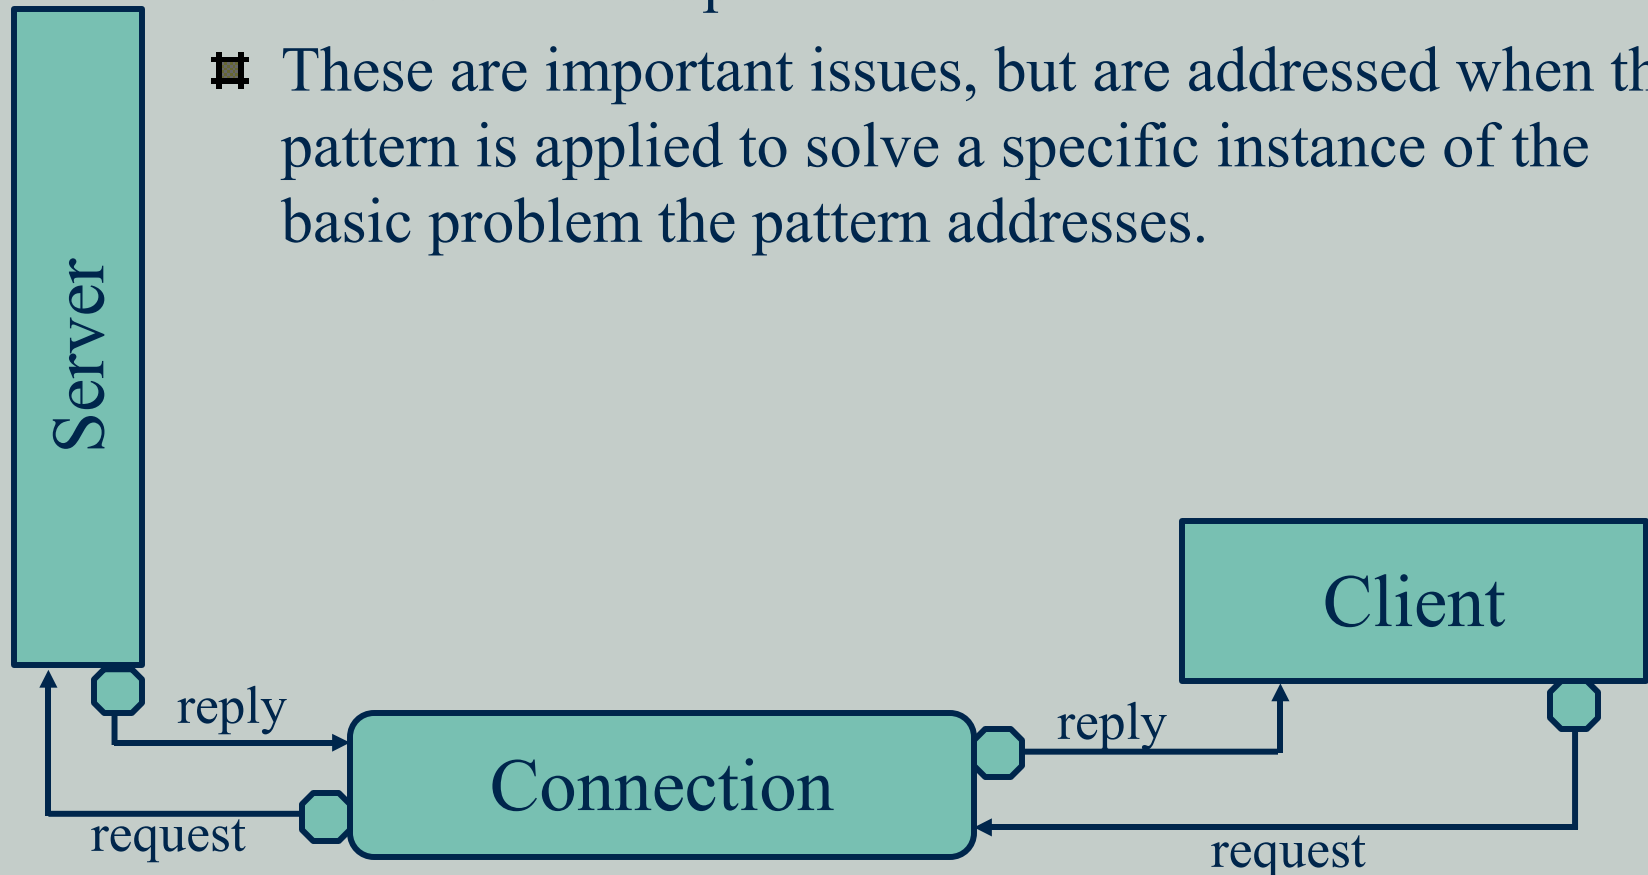 These are important issues, but are addressed when
pattern is applied to solve a specific instance of the
basic problem the pattern addresses.
Server
Client
reply
reply
Connection
request
request